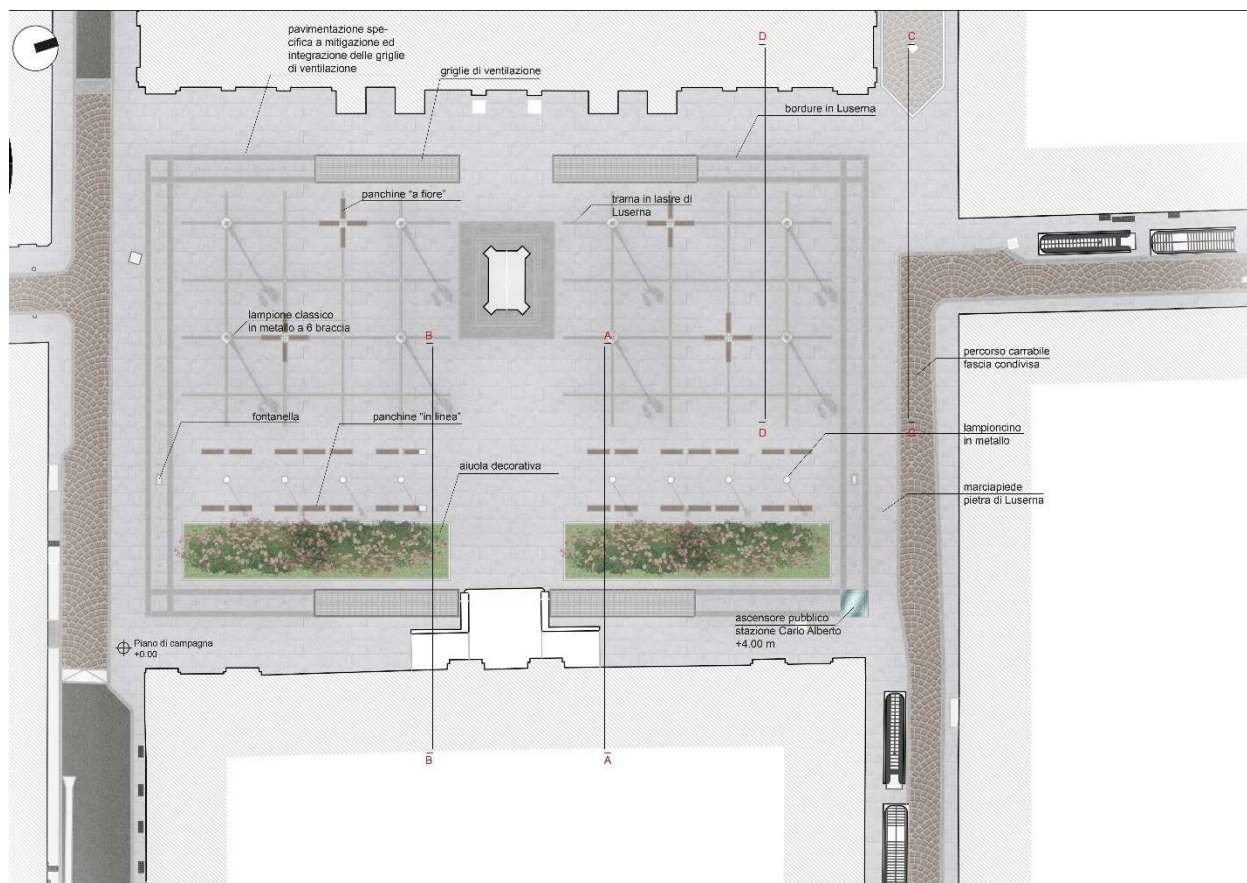 D
C
pavimentazione spe-
cifica a mitigazione ed
integrazione delle griglie
di ventilazione
griglie di ventilazione
bordure in Luserna
panchine "a fiore"
trama in lastre di
Luserna
lampione classico
in metallo a 6 braccia
B
A
percorso carrabile
fascia condivisa
fontanella
panchine "in linea"
D
C
lampioncino
in metallo
aiuola decorativa
marciapiede
pietra di Luserna
ascensore pubblico
stazione Carlo Alberto
+4.00 m
Piano di campagna
+0.00
B
A